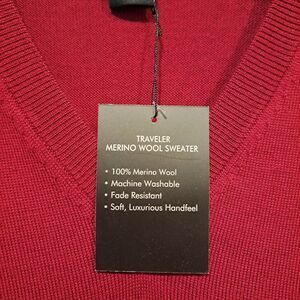 TRAVELER
MERINO WOOL SWEATER
• 100% Merino Wool
• Machine Washable
• Fade Resistant
• Soft, Luxurious Handfeel